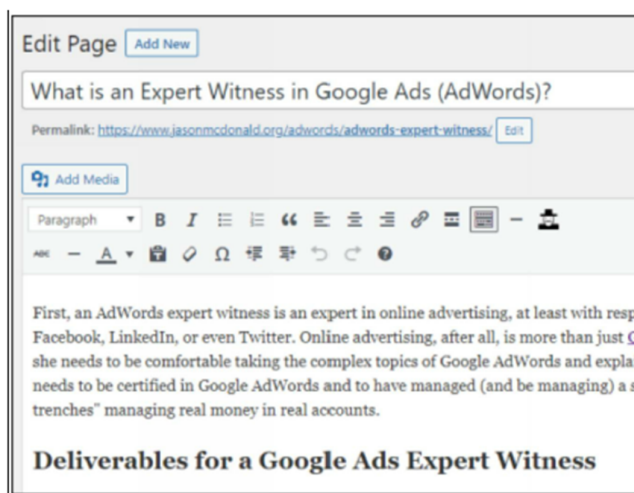 Edit Page Add New
What is an Expert Witness in Google Ads (AdWords)?
Permalink: https://www.jasonmcdonald.org/adwords/adwords-expert-witness/ Edit
Add Media
Paragraph B I
ABC A Ω
First, an AdWords expert witness is an expert in online advertising, at least with resp
Facebook, LinkedIn, or even Twitter. Online advertising, after all, is more than just
she needs to be comfortable taking the complex topics of Google AdWords and expla
needs to be certified in Google AdWords and to have managed (and be managing) a s
trenches” managing real money in real accounts.
Deliverables for a Google Ads Expert Witness